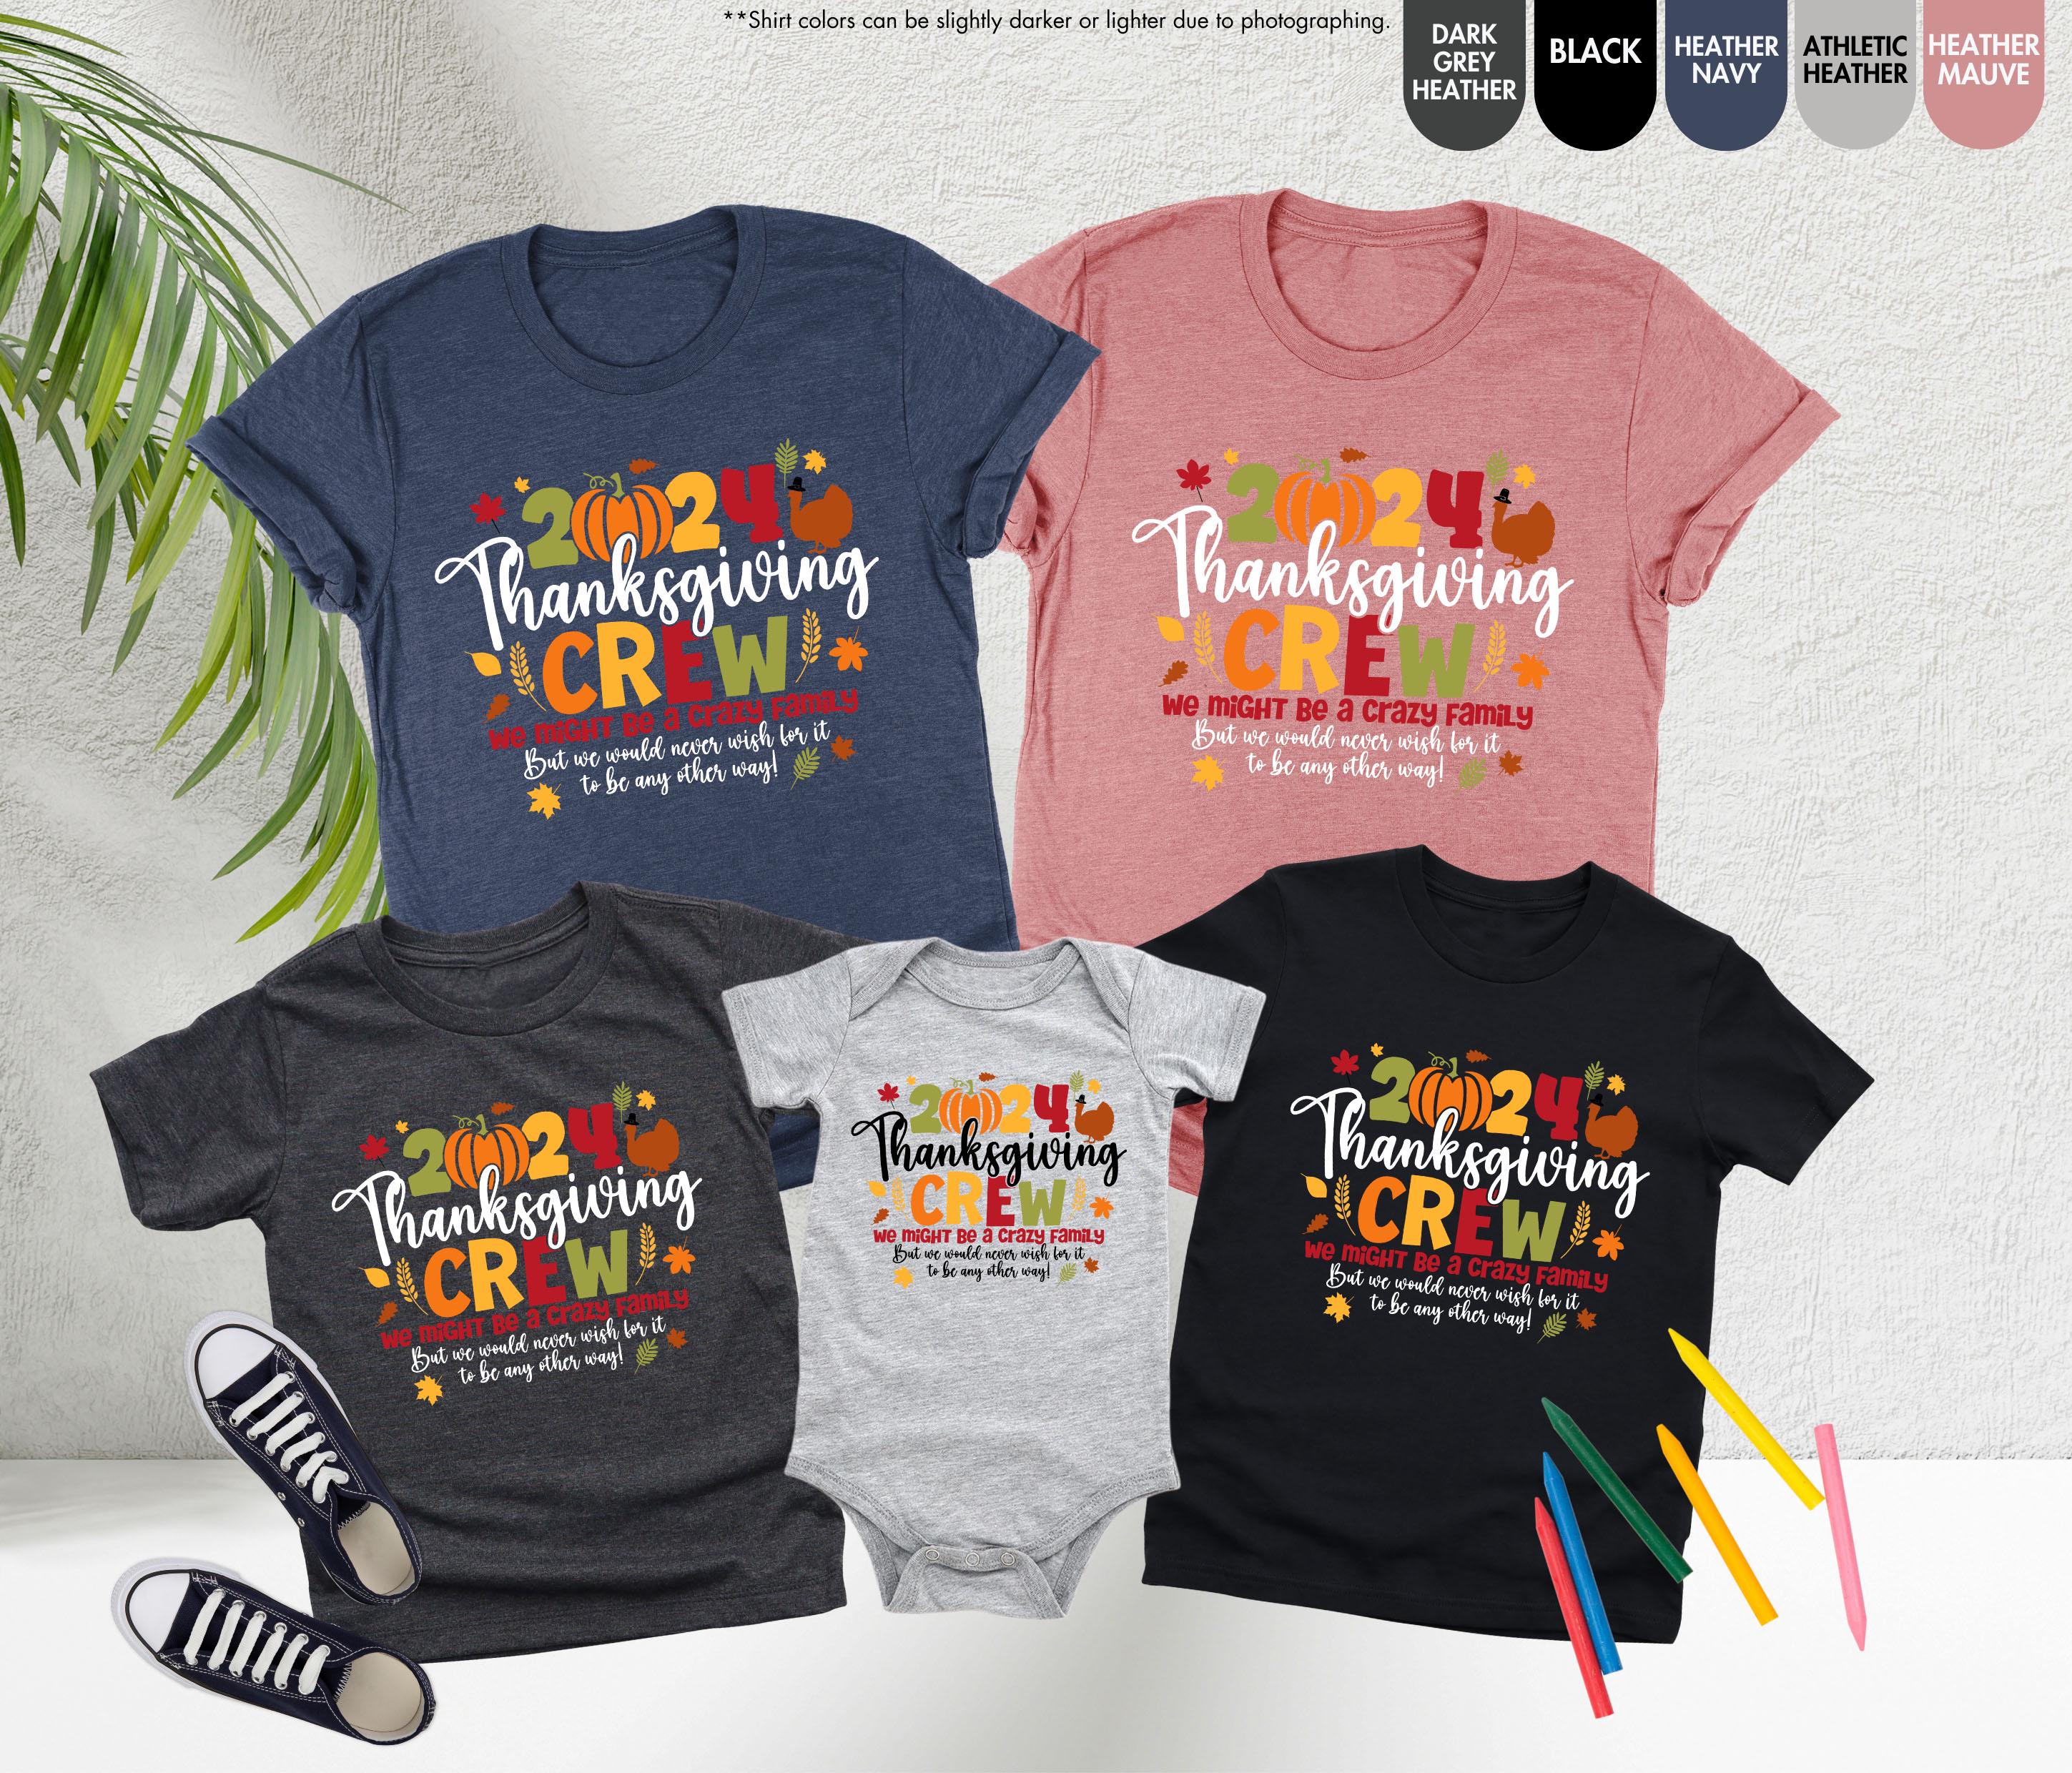 **Shirt colors can be slightly darker or lighter due to photographing.
DARK
GREY
HEATHER
BLACK
HEATHER
NAVY
ATHLETIC
HEATHER
HEATHER
MAUVE
2024
Thanksgiving
CREW
We miGHT Be a crazy Family
But we would never wish for it
to be any other way!
2024
Thanksgiving
CREW
We miGHT Be a crazy Family
But we would never wish for it
to be any other way!
2024
Thanksgiving
CREW
We miGHT Be a crazy Family
But we would never wish for it
to be any other way!
2024
Thanksgiving
CREW
We miGHT Be a crazy Family
But we would never wish for it
to be any other way!
2024
Thanksgiving
CREW
We miGHT Be a crazy Family
But we would never wish for it
to be any other way!